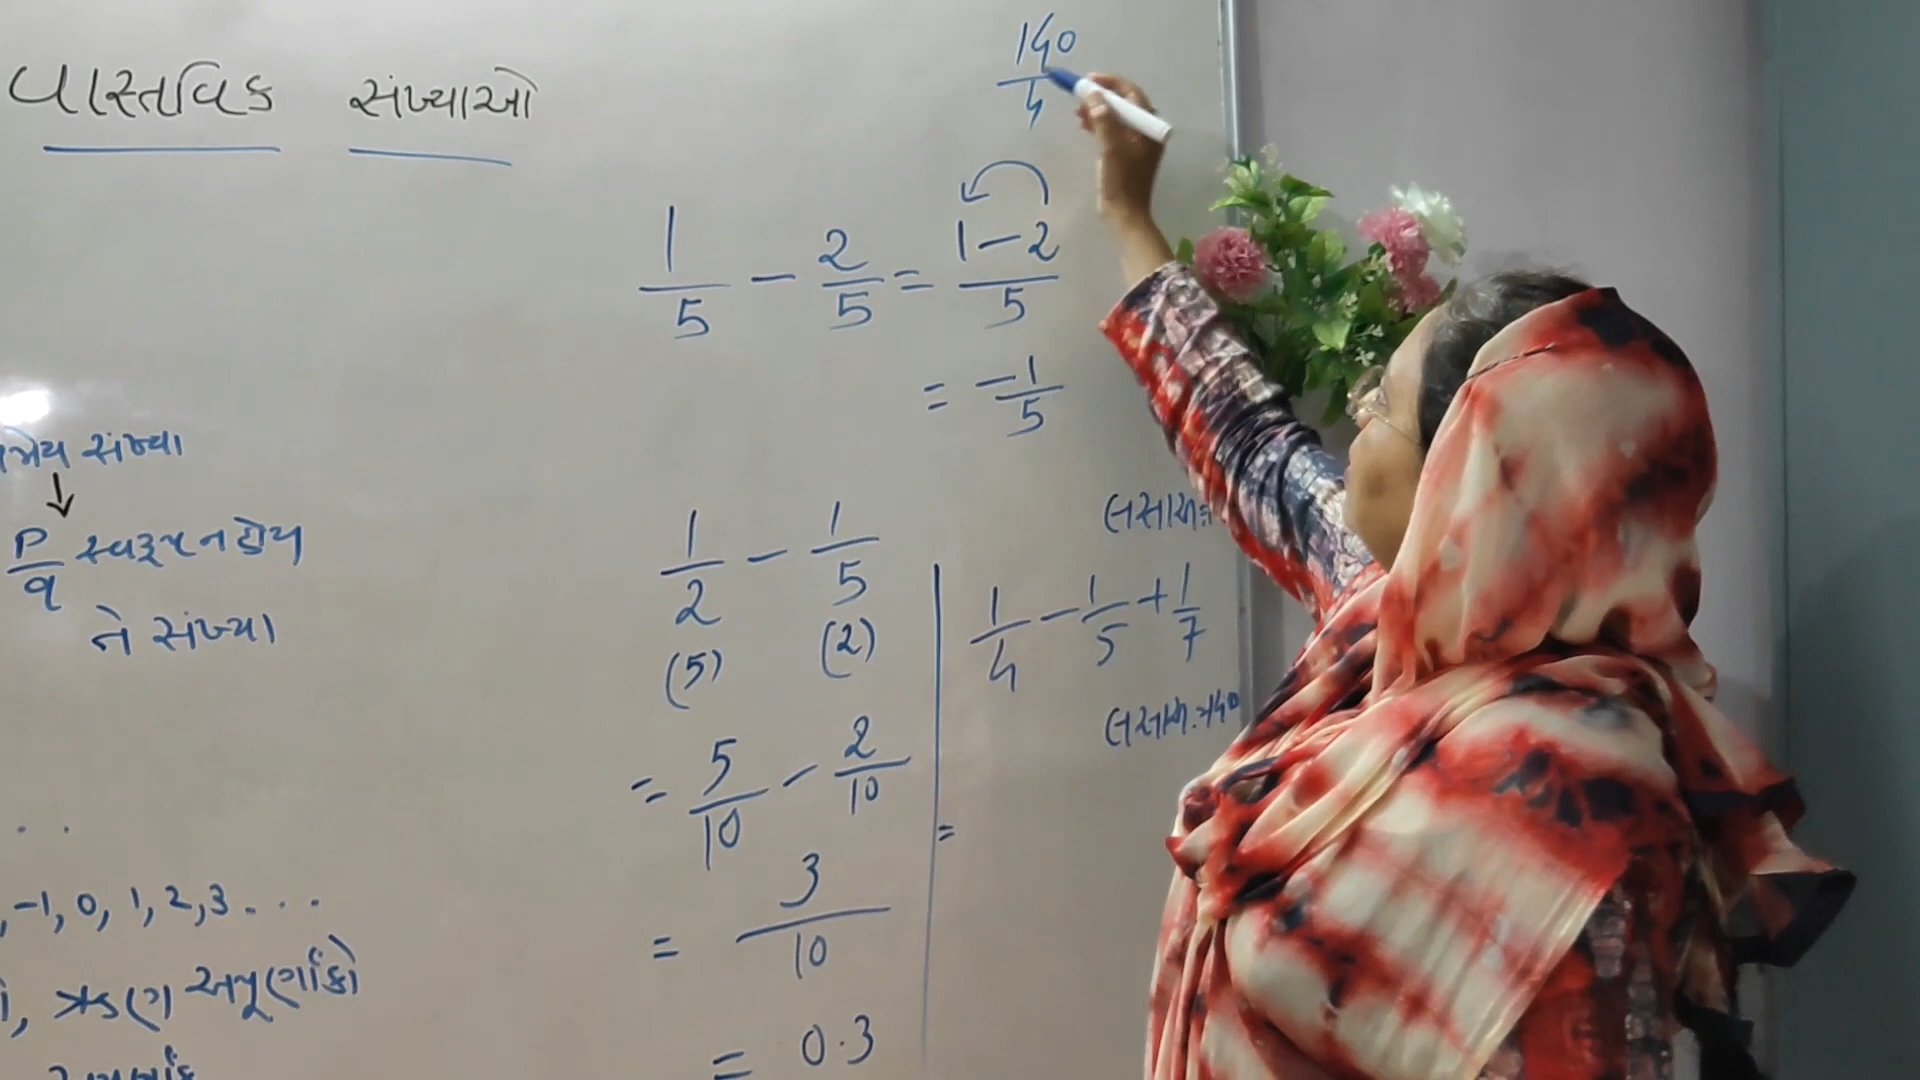 વાસ્તવિક સંખ્યાઓ
140/4
1/5 - 2/5 = 1-2/5
= -1/5
સંખ્યા
↓
P/q સ્વરૂપ ન હોય
તે સંખ્યા
1/2 - 1/5
(5) (2)
= 5/10 - 2/10
= 3/10
= 0.3
લસાઅ =
1/4 - 1/5 + 1/7
લસાઅ = 140
=
. .
, -1, 0, 1, 2, 3 . . .
, ઋણ અપૂર્ણાંકો